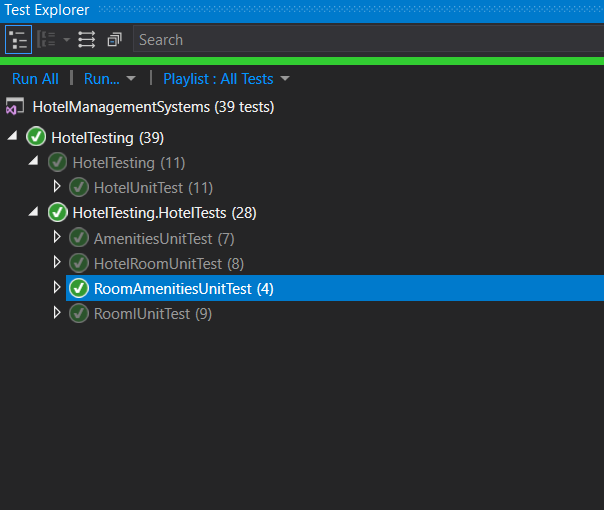 Test Explorer
Search
Run All | Run... | Playlist : All Tests
HotelManagementSystems (39 tests)
HotelTesting (39)
HotelTesting (11)
HotelUnitTest (11)
HotelTesting.HotelTests (28)
AmenitiesUnitTest (7)
HotelRoomUnitTest (8)
RoomAmenitiesUnitTest (4)
RoomlUnitTest (9)